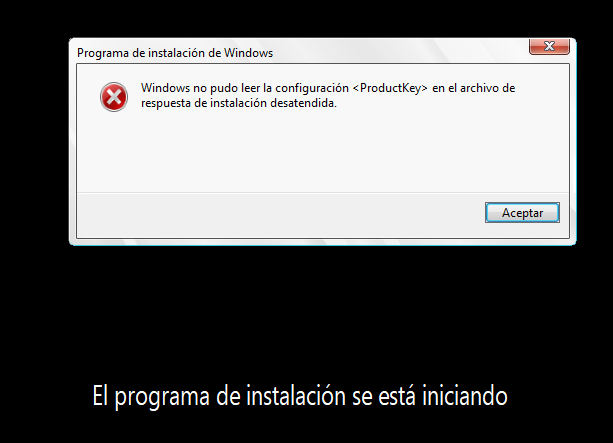 Programa de instalación de Windows
Windows no pudo leer la configuración <ProductKey> en el archivo de
respuesta de instalación desatendida.
Aceptar
El programa de instalación se está iniciando